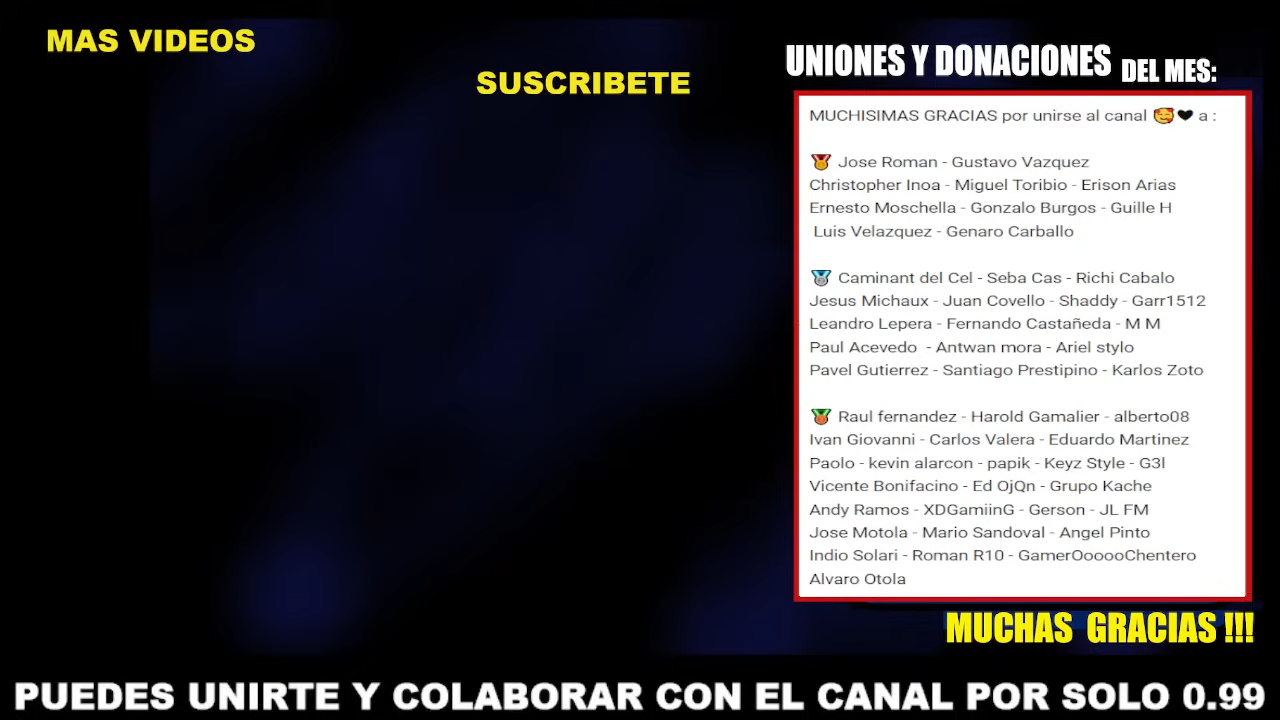 MAS VIDEOS
SUSCRIBETE
UNIONES Y DONACIONES DEL MES:
MUCHISIMAS GRACIAS por unirse al canal 🥰🖤 a :
🏅 Jose Roman - Gustavo Vazquez
Christopher Inoa - Miguel Toribio - Erison Arias
Ernesto Moschella - Gonzalo Burgos - Guille H
Luis Velazquez - Genaro Carballo
🥈 Caminant del Cel - Seba Cas - Richi Cabalo
Jesus Michaux - Juan Covello - Shaddy - Garr1512
Leandro Lepera - Fernando Castañeda - M M
Paul Acevedo - Antwan mora - Ariel stylo
Pavel Gutierrez - Santiago Prestipino - Karlos Zoto
🥉 Raul fernandez - Harold Gamalier - alberto08
Ivan Giovanni - Carlos Valera - Eduardo Martinez
Paolo - kevin alarcon - papik - Keyz Style - G3l
Vicente Bonifacino - Ed OjQn - Grupo Kache
Andy Ramos - XDGamiinG - Gerson - JL FM
Jose Motola - Mario Sandoval - Angel Pinto
Indio Solari - Roman R10 - GamerOooooChentero
Alvaro Otola
MUCHAS GRACIAS !!!
PUEDES UNIRTE Y COLABORAR CON EL CANAL POR SOLO 0.99